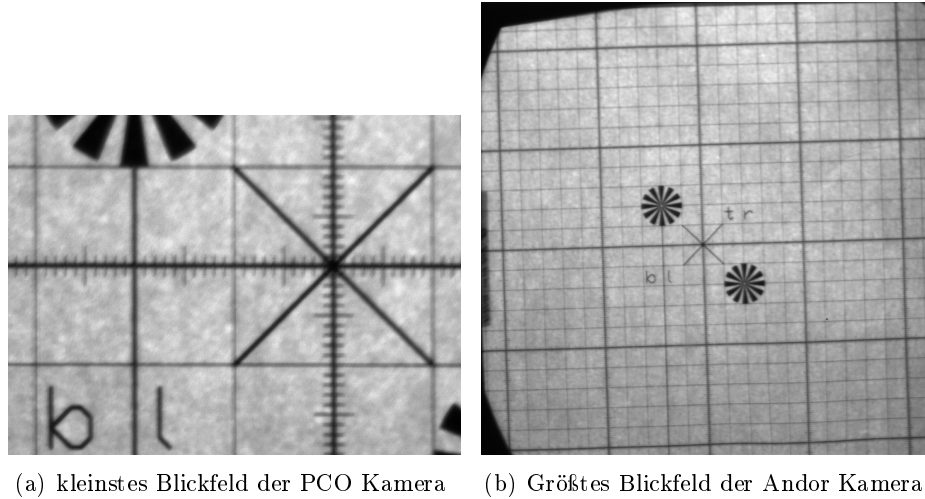 t r
b l
b l
(a) kleinstes Blickfeld der PCO Kamera
(b) Größtes Blickfeld der Andor Kamera